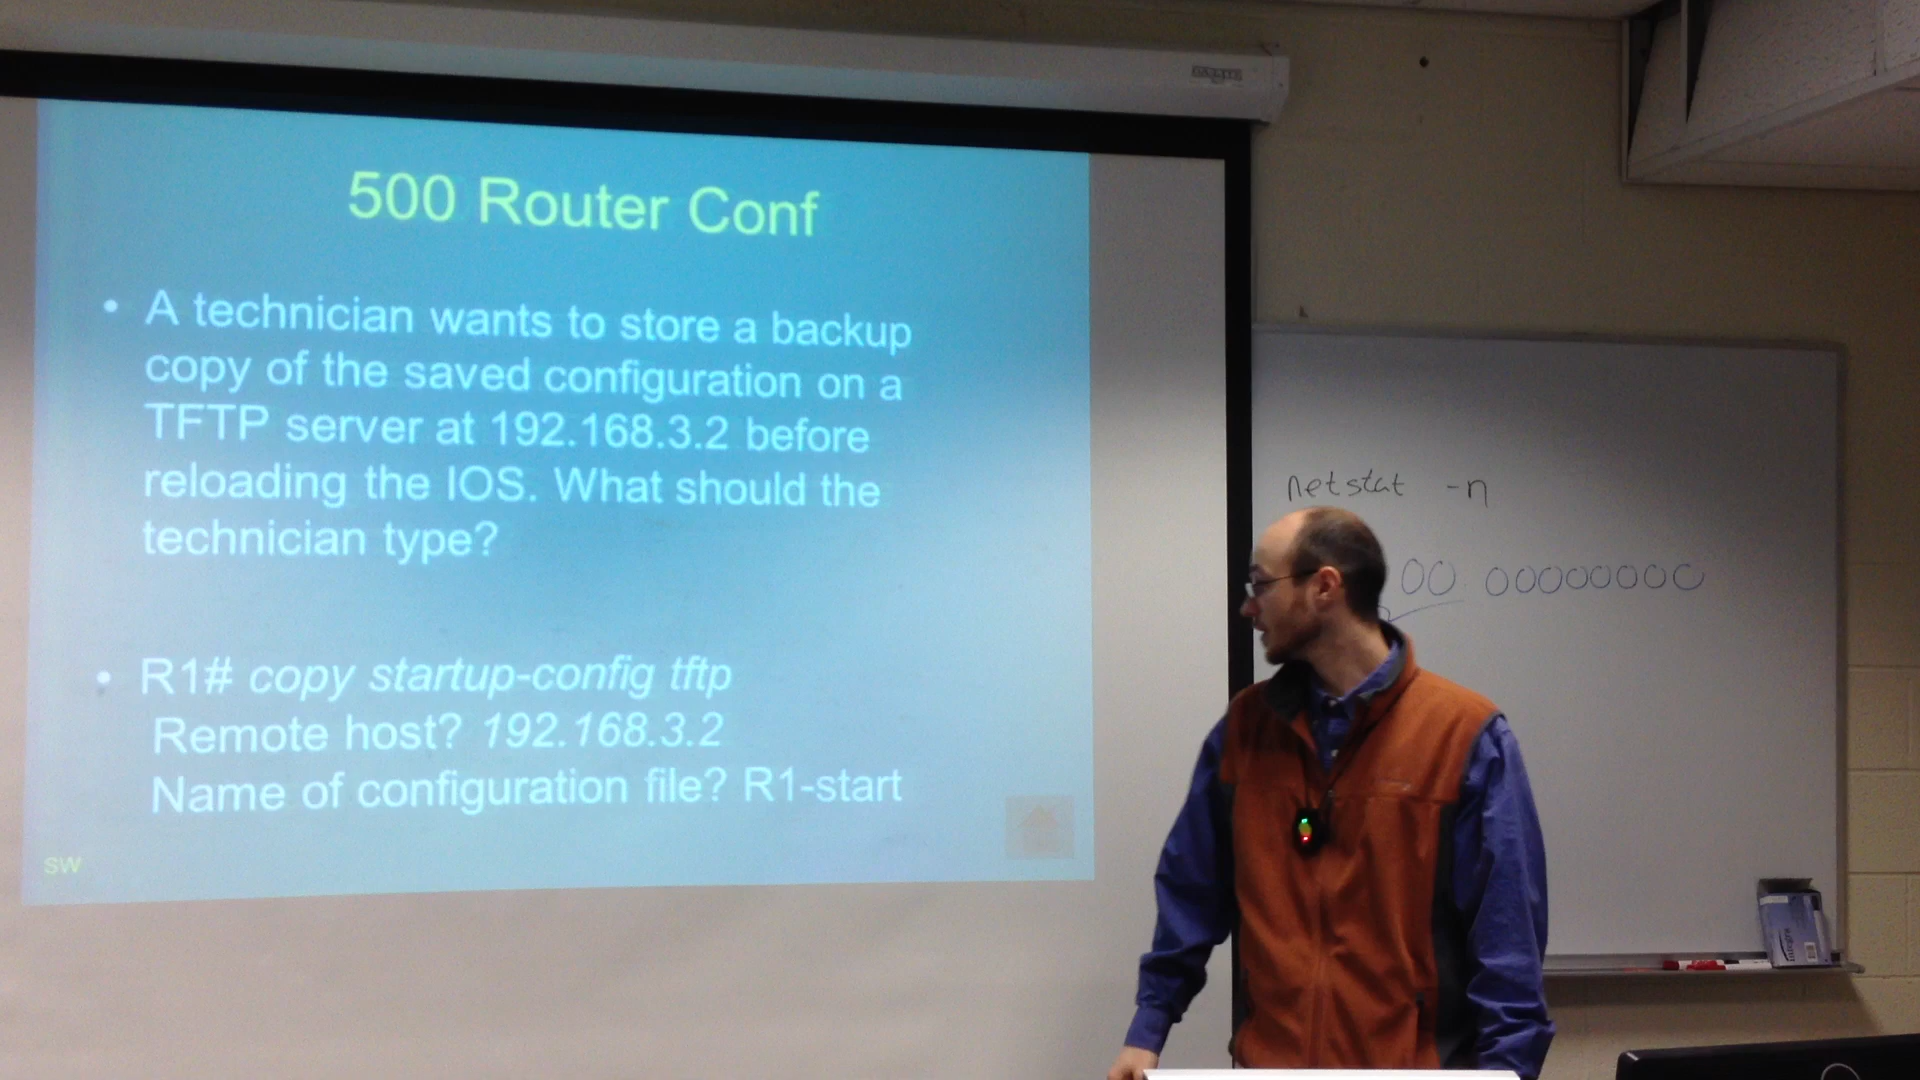 500 Router Conf
• A technician wants to store a backup
copy of the saved configuration on a
TFTP server at 192.168.3.2 before
reloading the IOS. What should the
technician type?
• R1# copy startup-config tftp
Remote host? 192.168.3.2
Name of configuration file? R1-start
sw
netstat -n
00 00000000